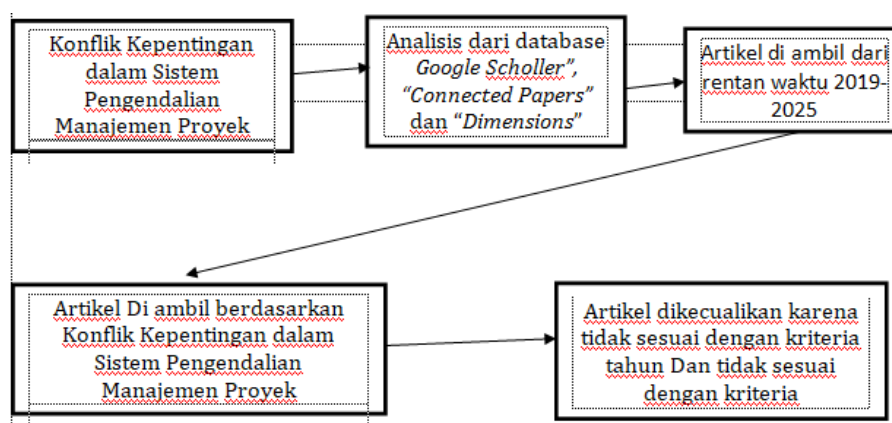 Konflik Kepentingan
dalam Sistem
Pengendalian
Manajemen Proyek
Analisis dari database
Google Scholler”,
“Connected Papers”
dan “Dimensions”
Artikel di ambil dari
rentan waktu 2019-
2025
Artikel Di ambil berdasarkan
Konflik Kepentingan dalam
Sistem Pengendalian
Manajemen Proyek
Artikel dikecualikan karena
tidak sesuai dengan kriteria
tahun Dan tidak sesuai
dengan kriteria